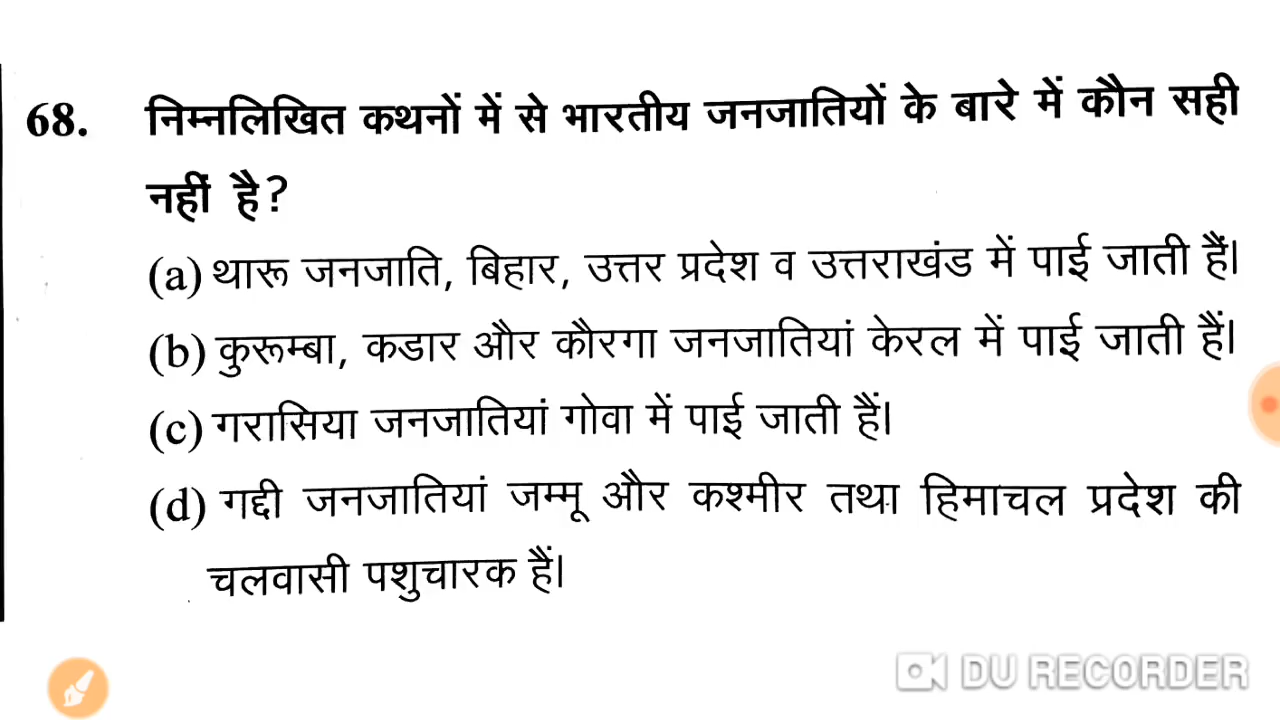 68. निम्नलिखित कथनों में से भारतीय जनजातियों के बारे में कौन सही
नहीं है?
(a) थारू जनजाति, बिहार, उत्तर प्रदेश व उत्तराखंड में पाई जाती हैं।
(b) कुरूम्बा, कडार और कौरगा जनजातियां केरल में पाई जाती हैं।
(c) गरासिया जनजातियां गोवा में पाई जाती हैं।
(d) गद्दी जनजातियां जम्मू और कश्मीर तथा हिमाचल प्रदेश की
चलवासी पशुचारक हैं।
DU RECORDER